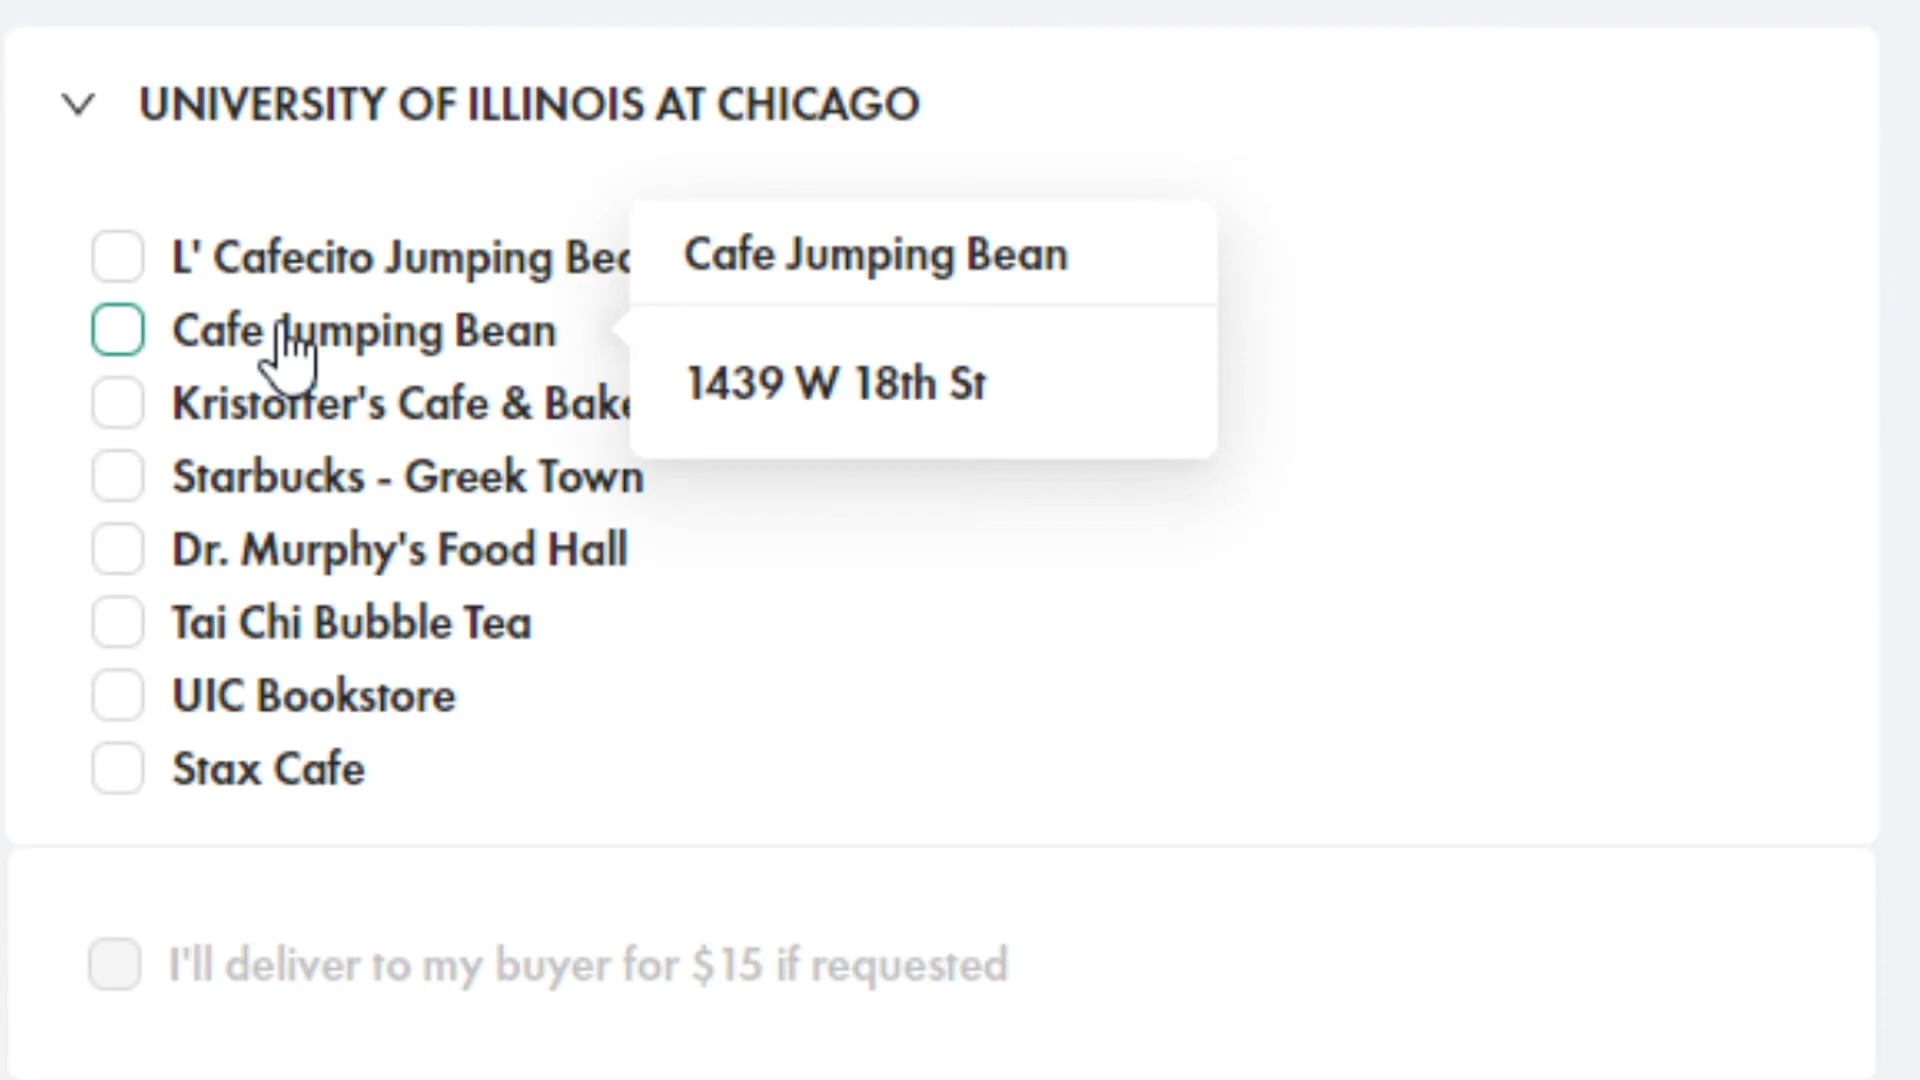 UNIVERSITY OF ILLINOIS AT CHICAGO
L' Cafecito Jumping
Cafe Jumping Bean
Kristoffer's Cafe &
Starbucks - Greek Town
Dr. Murphy's Food Hall
Tai Chi Bubble Tea
UIC Bookstore
Stax Cafe
Cafe Jumping Bean
1439 W 18th St
I'll deliver to my buyer for $15 if requested